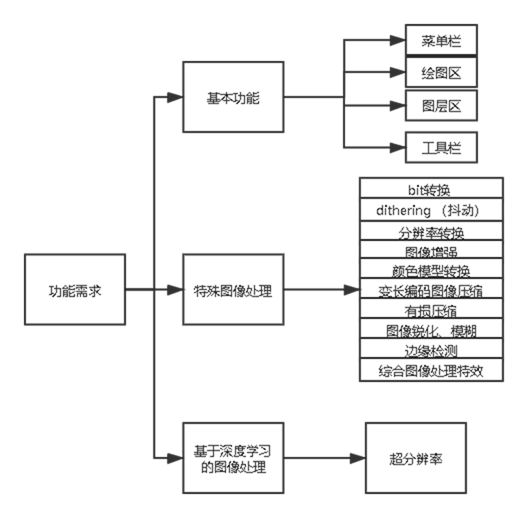 菜单栏
绘图区
基本功能
图层区
工具栏
bit转换
dithering （抖动）
分辨率转换
图像增强
功能需求
特殊图像处理
颜色模型转换
变长编码图像压缩
有损压缩
图像锐化、模糊
边缘检测
综合图像处理特效
基于深度学习
的图像处理
超分辨率